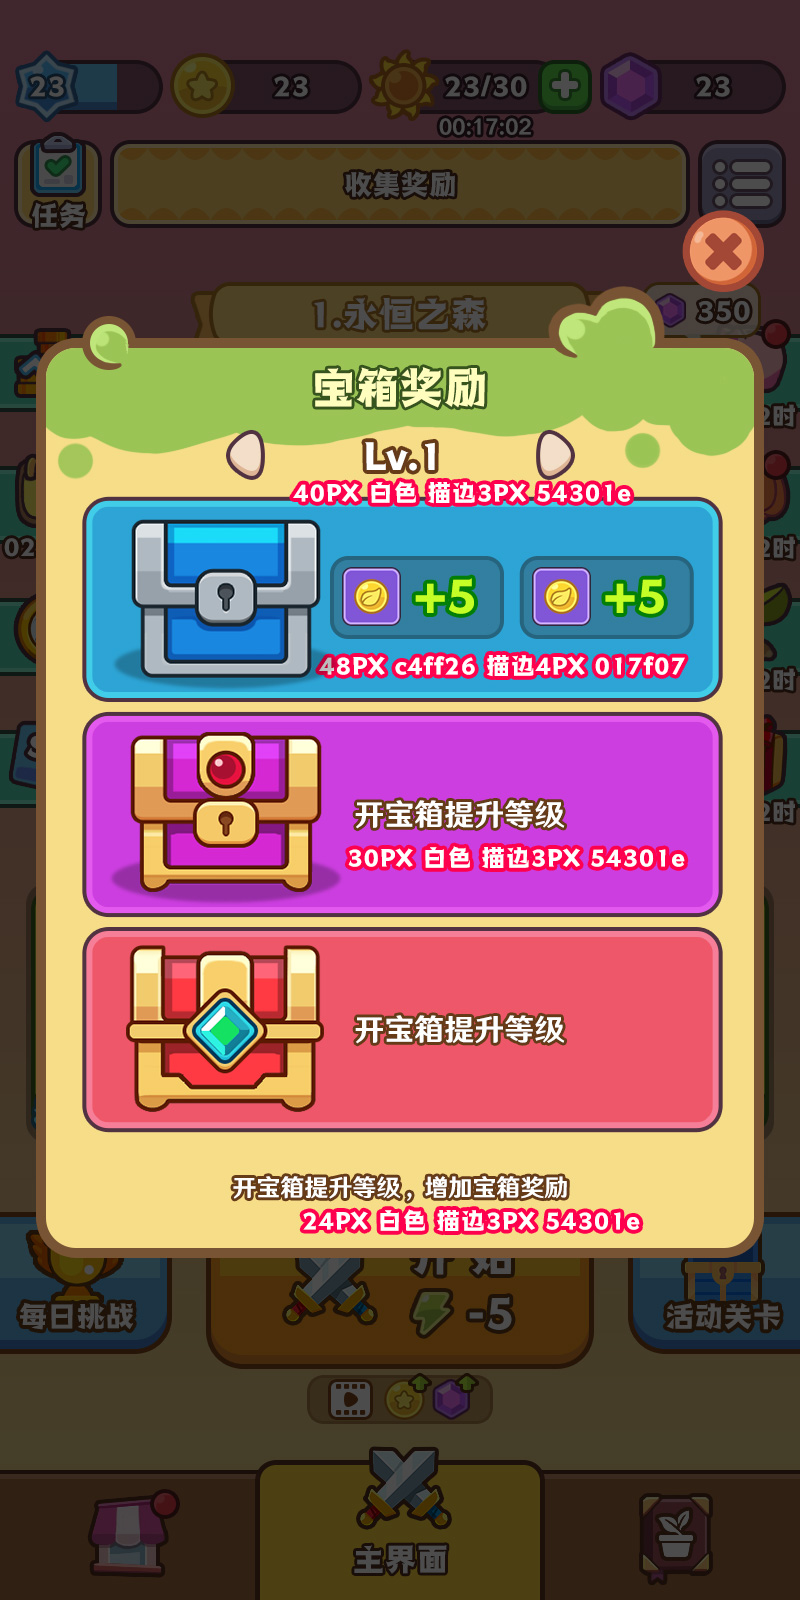 23
23
23/30
23
00:17:02
任务
收集奖励
1.永恒之森
350
宝箱奖励
Lv.1
40PX 白色 描边3PX 54301e
+5
+5
48PX c4ff26 描边4PX 017f07
开宝箱提升等级
30PX 白色 描边3PX 54301e
开宝箱提升等级
开宝箱提升等级，增加宝箱奖励
24PX 白色 描边3PX 54301e
开 始
每日挑战
-5
活动关卡
主界面